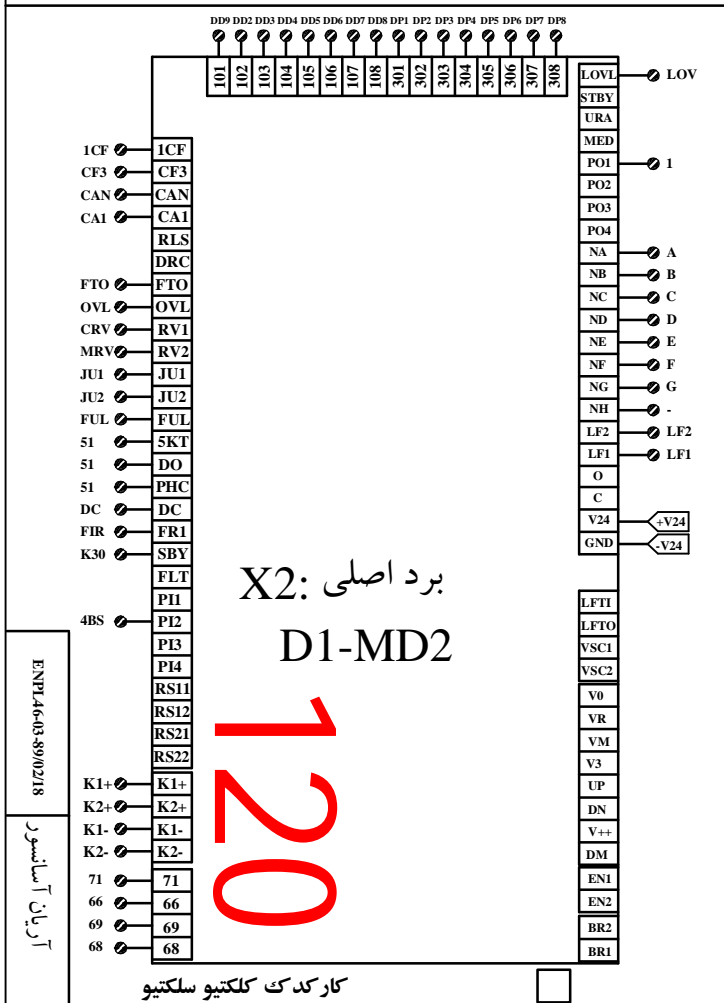 DD9 DD2 DD3 DD4 DD5 DD6 DD7 DD8 DP1 DP2 DP3 DP4 DP5 DP6 DP7 DP8
101 102 103 104 105 106 107 108 301 302 303 304 305 306 307 308
1CF 1CF
CF3 CF3
CAN CAN
CA1 CA1
RLS
DRC
FTO FTO
OVL OVL
CRV RV1
MRV RV2
JU1 JU1
JU2 JU2
FUL FUL
51 5KT
51 DO
51 PHC
DC DC
FIR FR1
K30 SBY
FLT
PI1
4BS PI2
PI3
PI4
RS11
RS12
RS21
RS22
K1+ K1+
K2+ K2+
K1- K1-
K2- K2-
71 71
66 66
69 69
68 68
LOVL LOV
STBY
URA
MED
PO1 1
PO2
PO3
PO4
NA A
NB B
NC C
ND D
NE E
NF F
NG G
NH -
LF2 LF2
LF1 LF1
O
C
V24 +V24
GND -V24
LFTI
LFTO
VSC1
VSC2
V0
VR
VM
V3
UP
DN
V++
DM
EN1
EN2
BR2
BR1
برد اصلی :X2
D1-MD2
120
ENPL46-03-89/02/18
آریان آسانسور
کارکدک کلکتیو سلکتیو